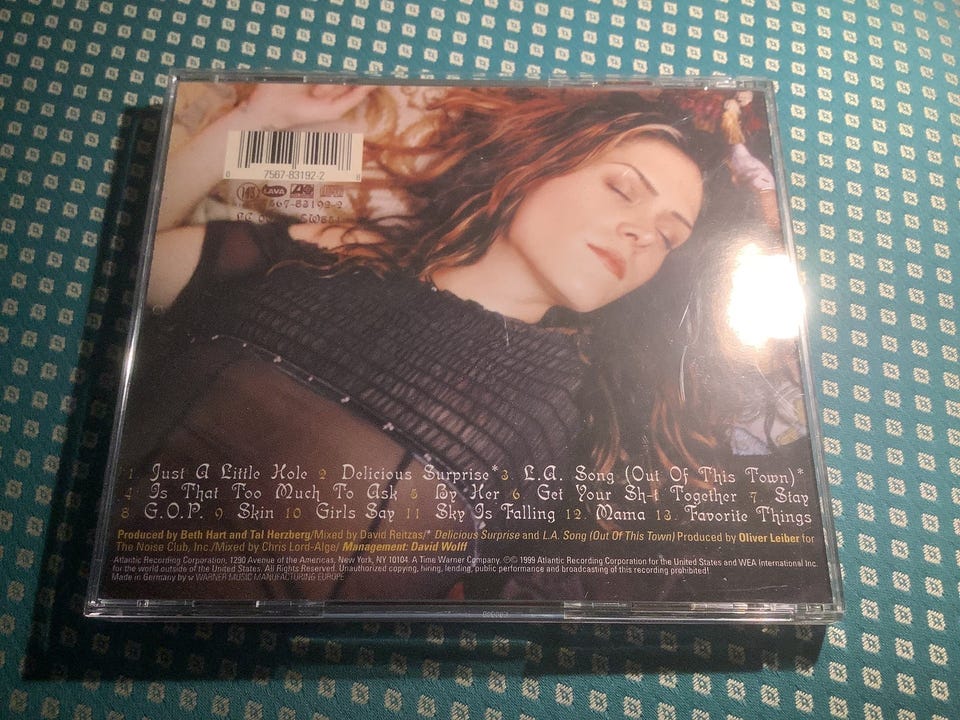 7567-83192-2
LAVA
7567-83192-2
1. Just A Little Hole 2 Delicious Surprise* 3. L.A. Song (Out Of This Town)*
4 Is That Too Much To Ask 5 By Her 6 Get Your Sh-t Together 7. Stay
8 G.O.P. 9 Skin 10 Girls Say 11 Sky Is Falling 12. Mama 13. Favorite Things
Produced by Beth Hart and Tal Herzberg/Mixed by David Reitzas/* Delicious Surprise and L.A. Song (Out Of This Town) Produced by Oliver Leiber for
The Noise Club, Inc./Mixed by Chris Lord-Alge/ Management: David Wolff
Atlantic Recording Corporation, 1290 Avenue of the Americas, New York, NY 10104. A Time Warner Company. ℗© 1999 Atlantic Recording Corporation for the United States and WEA International Inc.
for the world outside of the United States. All Rights Reserved. Unauthorized copying, hiring, lending, public performance and broadcasting of this recording prohibited!
Made in Germany by w WARNER MUSIC MANUFACTURING EUROPE